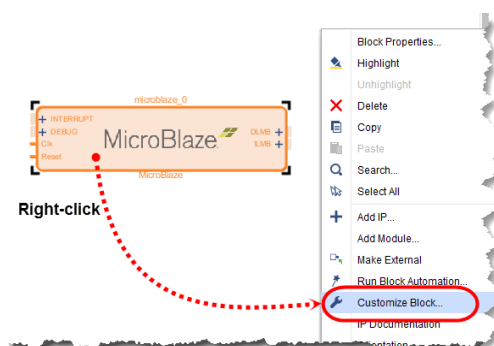 microblaze_0
INTERRUPT
DEBUG
Clk
Reset
MicroBlaze
DLMB
ILMB
MicroBlaze
Right-click
Block Properties...
Highlight
Unhighlight
Delete
Copy
Paste
Search...
Select All
Add IP...
Add Module...
Make External
Run Block Automation...
Customize Block...
IP Documentation
Orientation